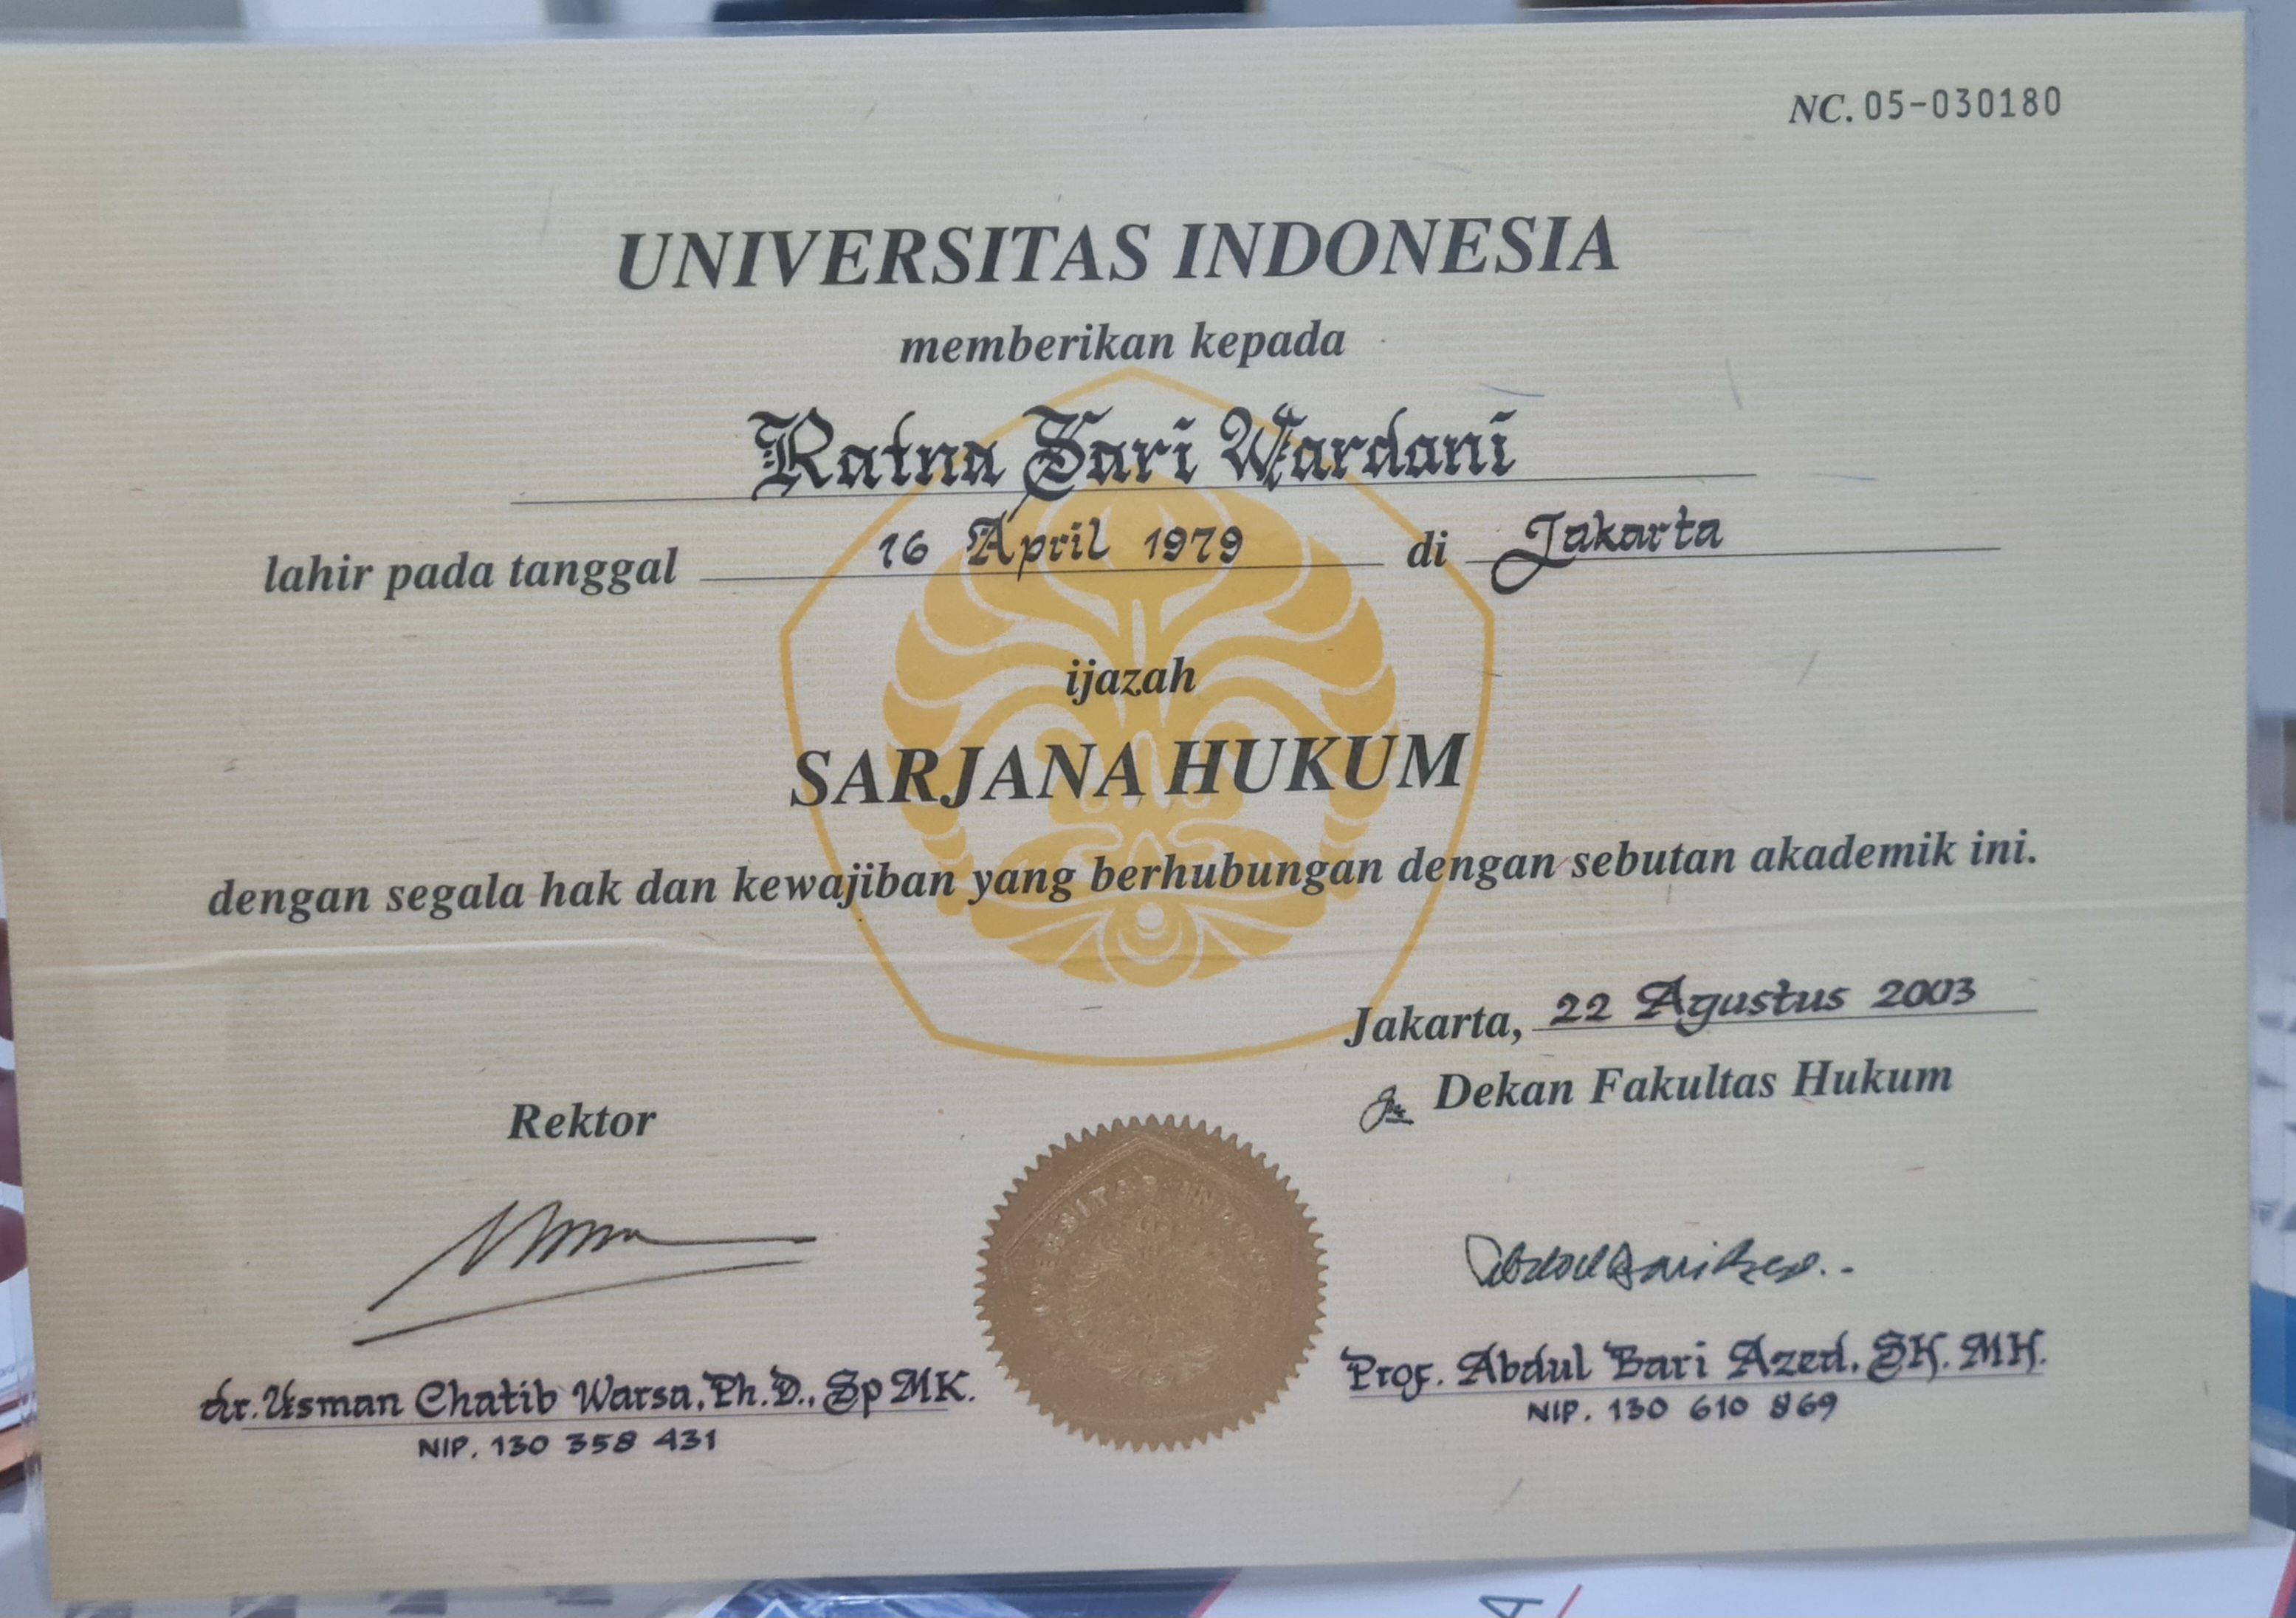 NC. 05-030180
UNIVERSITAS INDONESIA
memberikan kepada
Ratna Sari Wardani
lahir pada tanggal 16 April 1979 di Jakarta
ijazah
SARJANA HUKUM
dengan segala hak dan kewajiban yang berhubungan dengan sebutan akademik ini.
Jakarta, 22 Agustus 2003
Rektor
Dekan Fakultas Hukum
UNIVERSITAS INDONESIA
dr. Usman Chatib Warsa, Ph.D., Sp MK.
NIP. 130 358 431
Prof. Abdul Bari Azed, SH. MH.
NIP. 130 610 869